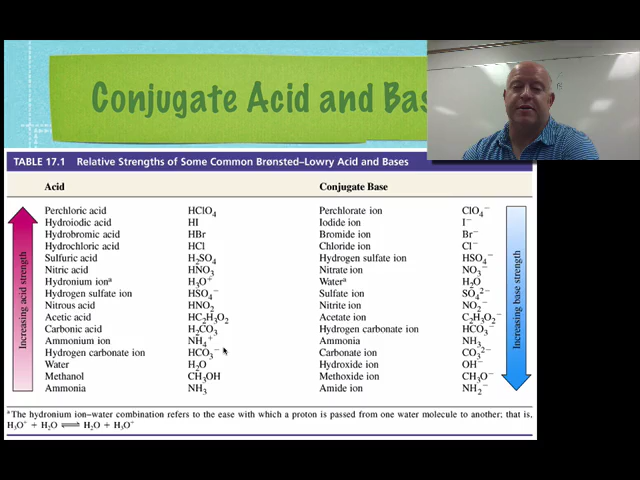 Conjugate Acid and Bas
TABLE 17.1 Relative Strengths of Some Common Brønsted–Lowry Acid and Bases
Acid Conjugate Base
Perchloric acid HClO₄ Perchlorate ion ClO₄⁻
Hydroiodic acid HI Iodide ion I⁻
Hydrobromic acid HBr Bromide ion Br⁻
Hydrochloric acid HCl Chloride ion Cl⁻
Sulfuric acid H₂SO₄ Hydrogen sulfate ion HSO₄⁻
Nitric acid HNO₃ Nitrate ion NO₃⁻
Hydronium ionᵃ H₃O⁺ Waterᵃ H₂O
Hydrogen sulfate ion HSO₄⁻ Sulfate ion SO₄²⁻
Nitrous acid HNO₂ Nitrite ion NO₂⁻
Acetic acid HC₂H₃O₂ Acetate ion C₂H₃O₂⁻
Carbonic acid H₂CO₃ Hydrogen carbonate ion HCO₃⁻
Ammonium ion NH₄⁺ Ammonia NH₃
Hydrogen carbonate ion HCO₃⁻ Carbonate ion CO₃²⁻
Water H₂O Hydroxide ion OH⁻
Methanol CH₃OH Methoxide ion CH₃O⁻
Ammonia NH₃ Amide ion NH₂⁻
Increasing acid strength
Increasing base strength
ᵃThe hydronium ion–water combination refers to the ease with which a proton is passed from one water molecule to another; that is,
H₃O⁺ + H₂O ⇌ H₂O + H₃O⁺